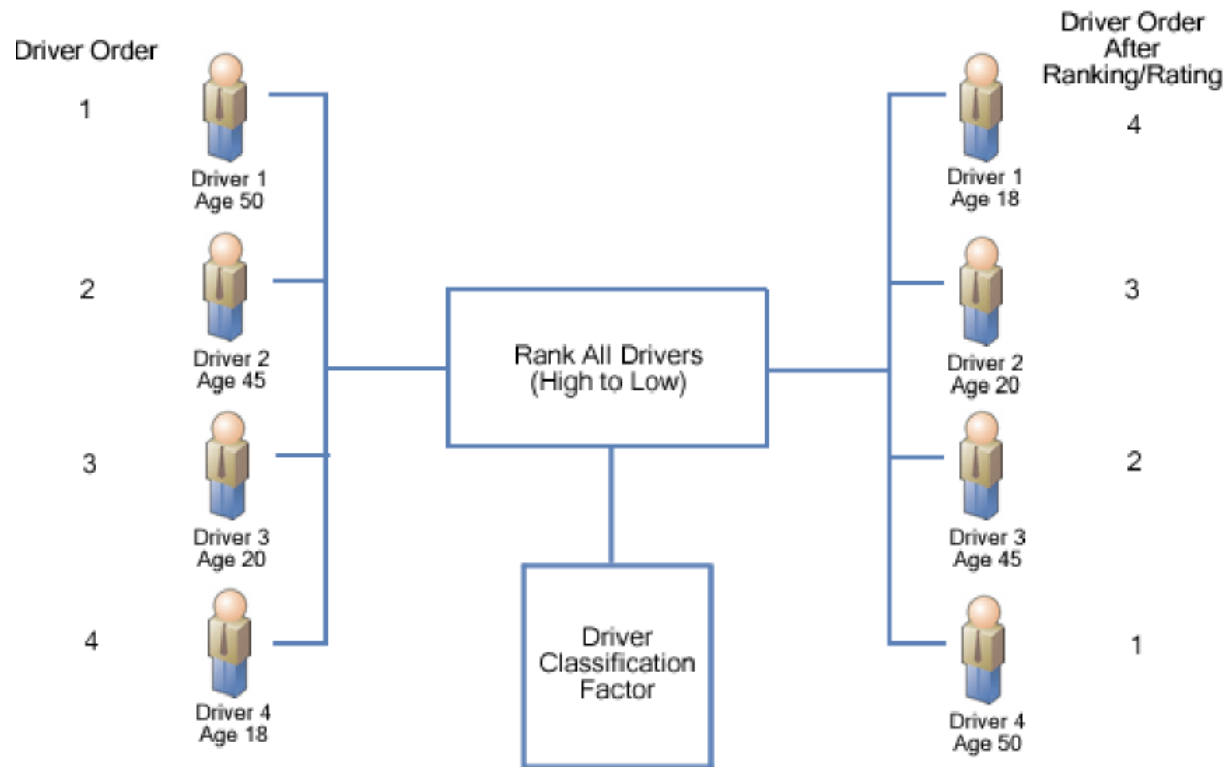 Driver Order
1
Driver 1
Age 50
2
Driver 2
Age 45
3
Driver 3
Age 20
4
Driver 4
Age 18
Rank All Drivers
(High to Low)
Driver
Classification
Factor
Driver Order
After
Ranking/Rating
4
Driver 1
Age 18
3
Driver 2
Age 20
2
Driver 3
Age 45
1
Driver 4
Age 50